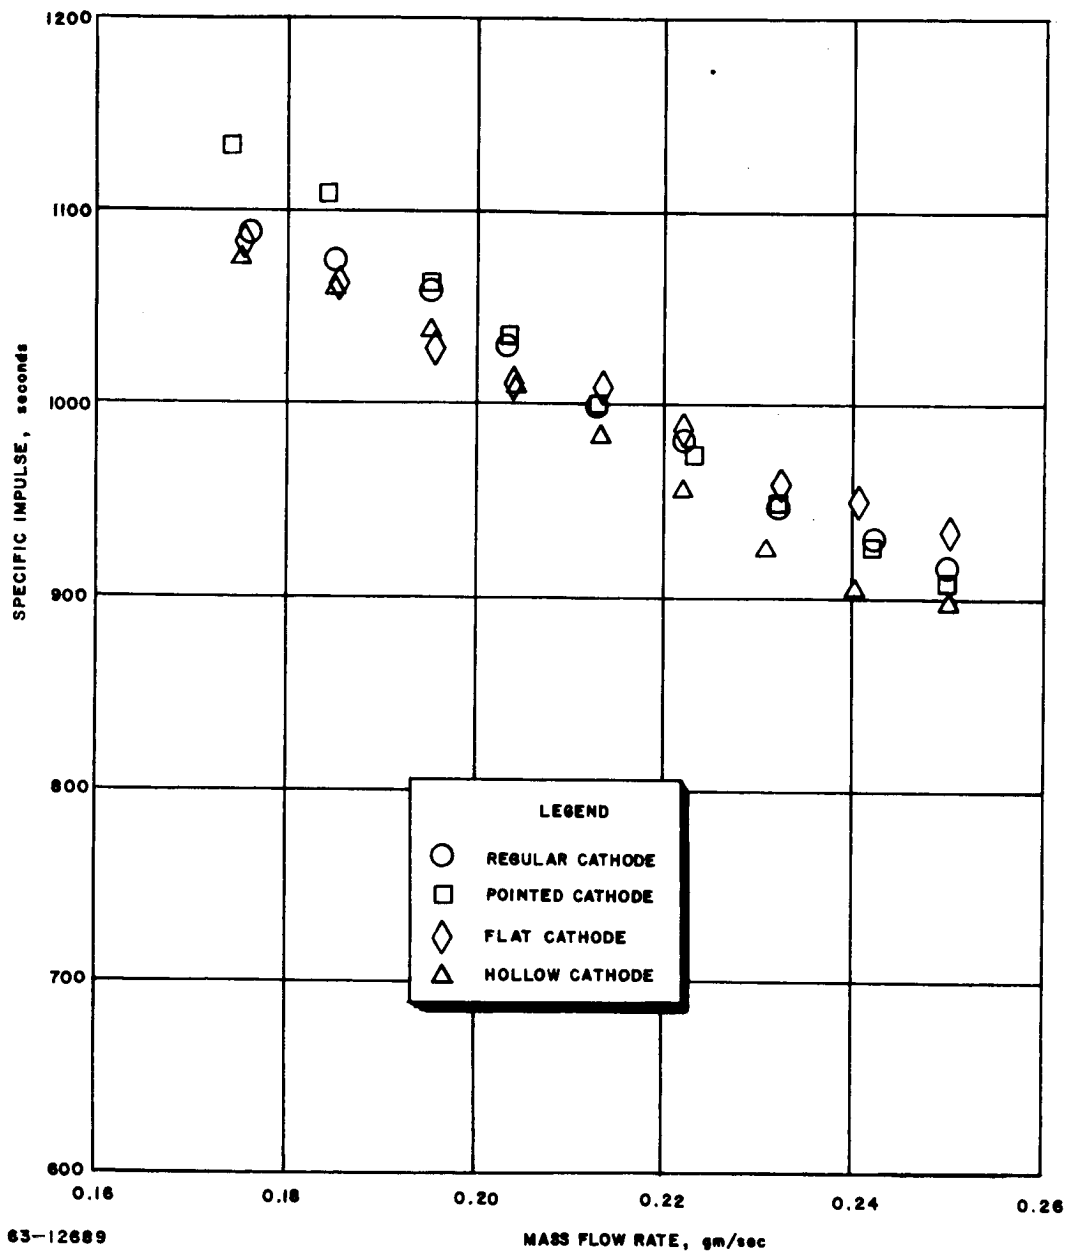 1200
1100
1000
900
800
700
600
SPECIFIC IMPULSE, seconds
LEGEND
REGULAR CATHODE
POINTED CATHODE
FLAT CATHODE
HOLLOW CATHODE
0.16 0.18 0.20 0.22 0.24 0.26
63-12689
MASS FLOW RATE, gm/sec